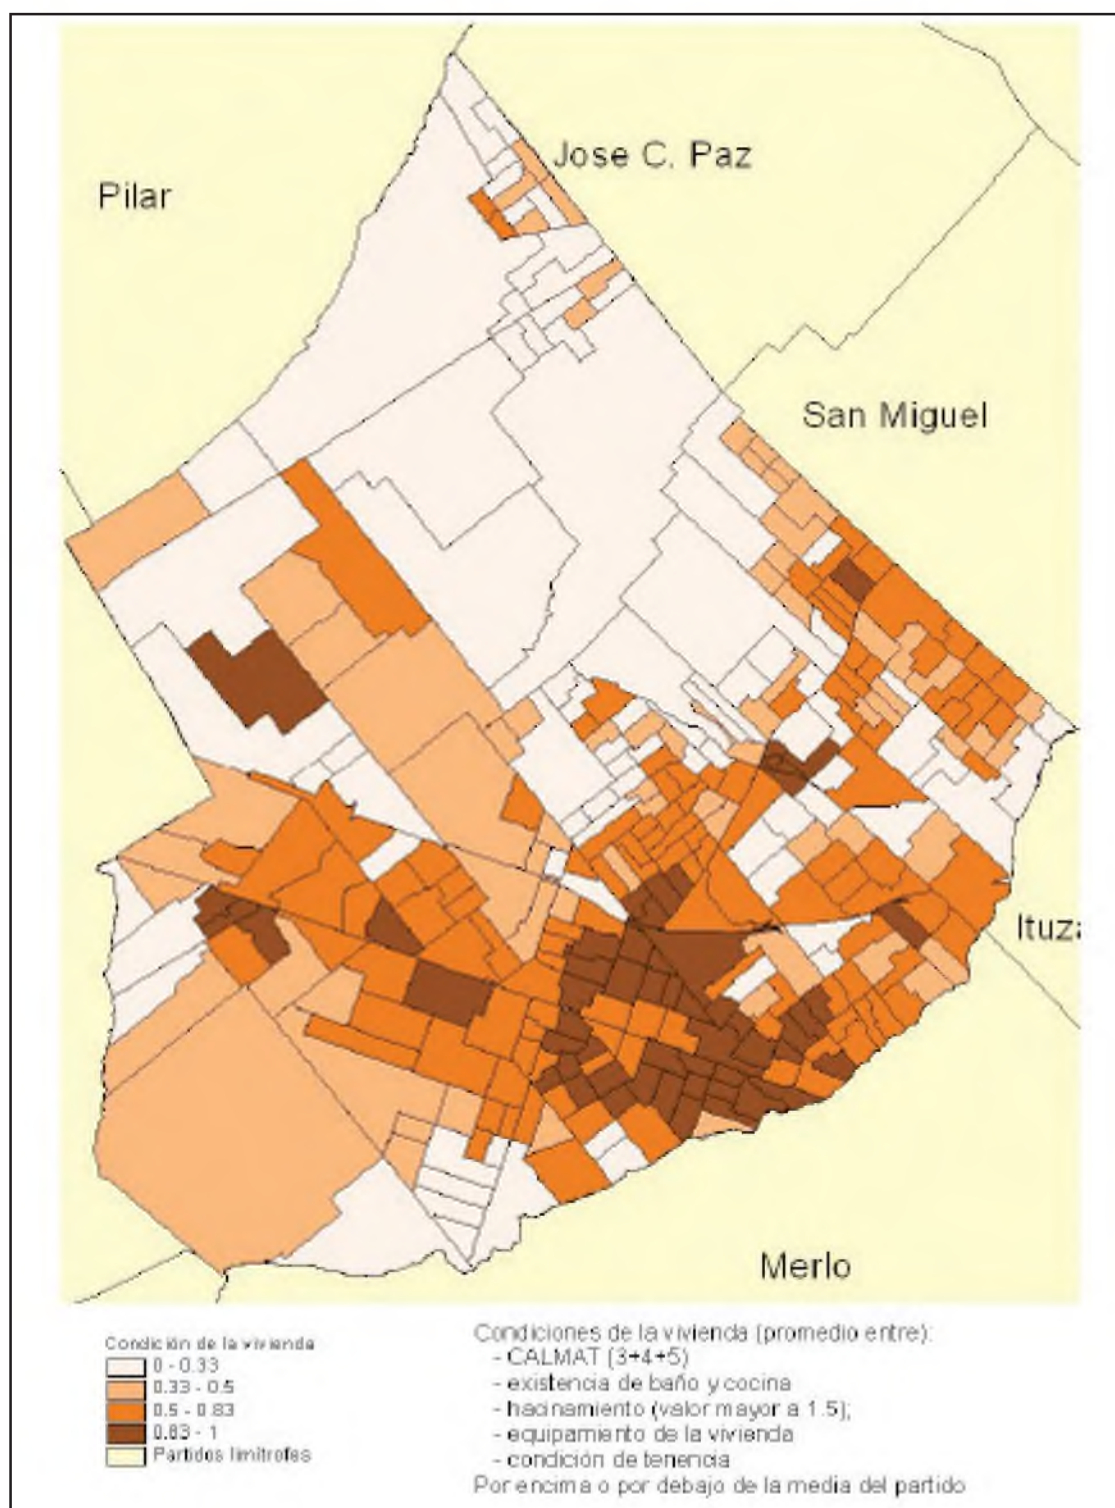 Jose C. Paz
Pilar
San Miguel
Ituza
Merlo
Condición de la vivienda
0 - 0.33
0.33 - 0.5
0.5 - 0.83
0.83 - 1
Partidos limítrofes
Condiciones de la vivienda (promedio entre):
- CALMAT (3+4+5)
- existencia de baño y cocina
- hacinamiento (valor mayor a 1.5);
- equipamiento de la vivienda
- condición de tenencia
Por encima o por debajo de la media del partido